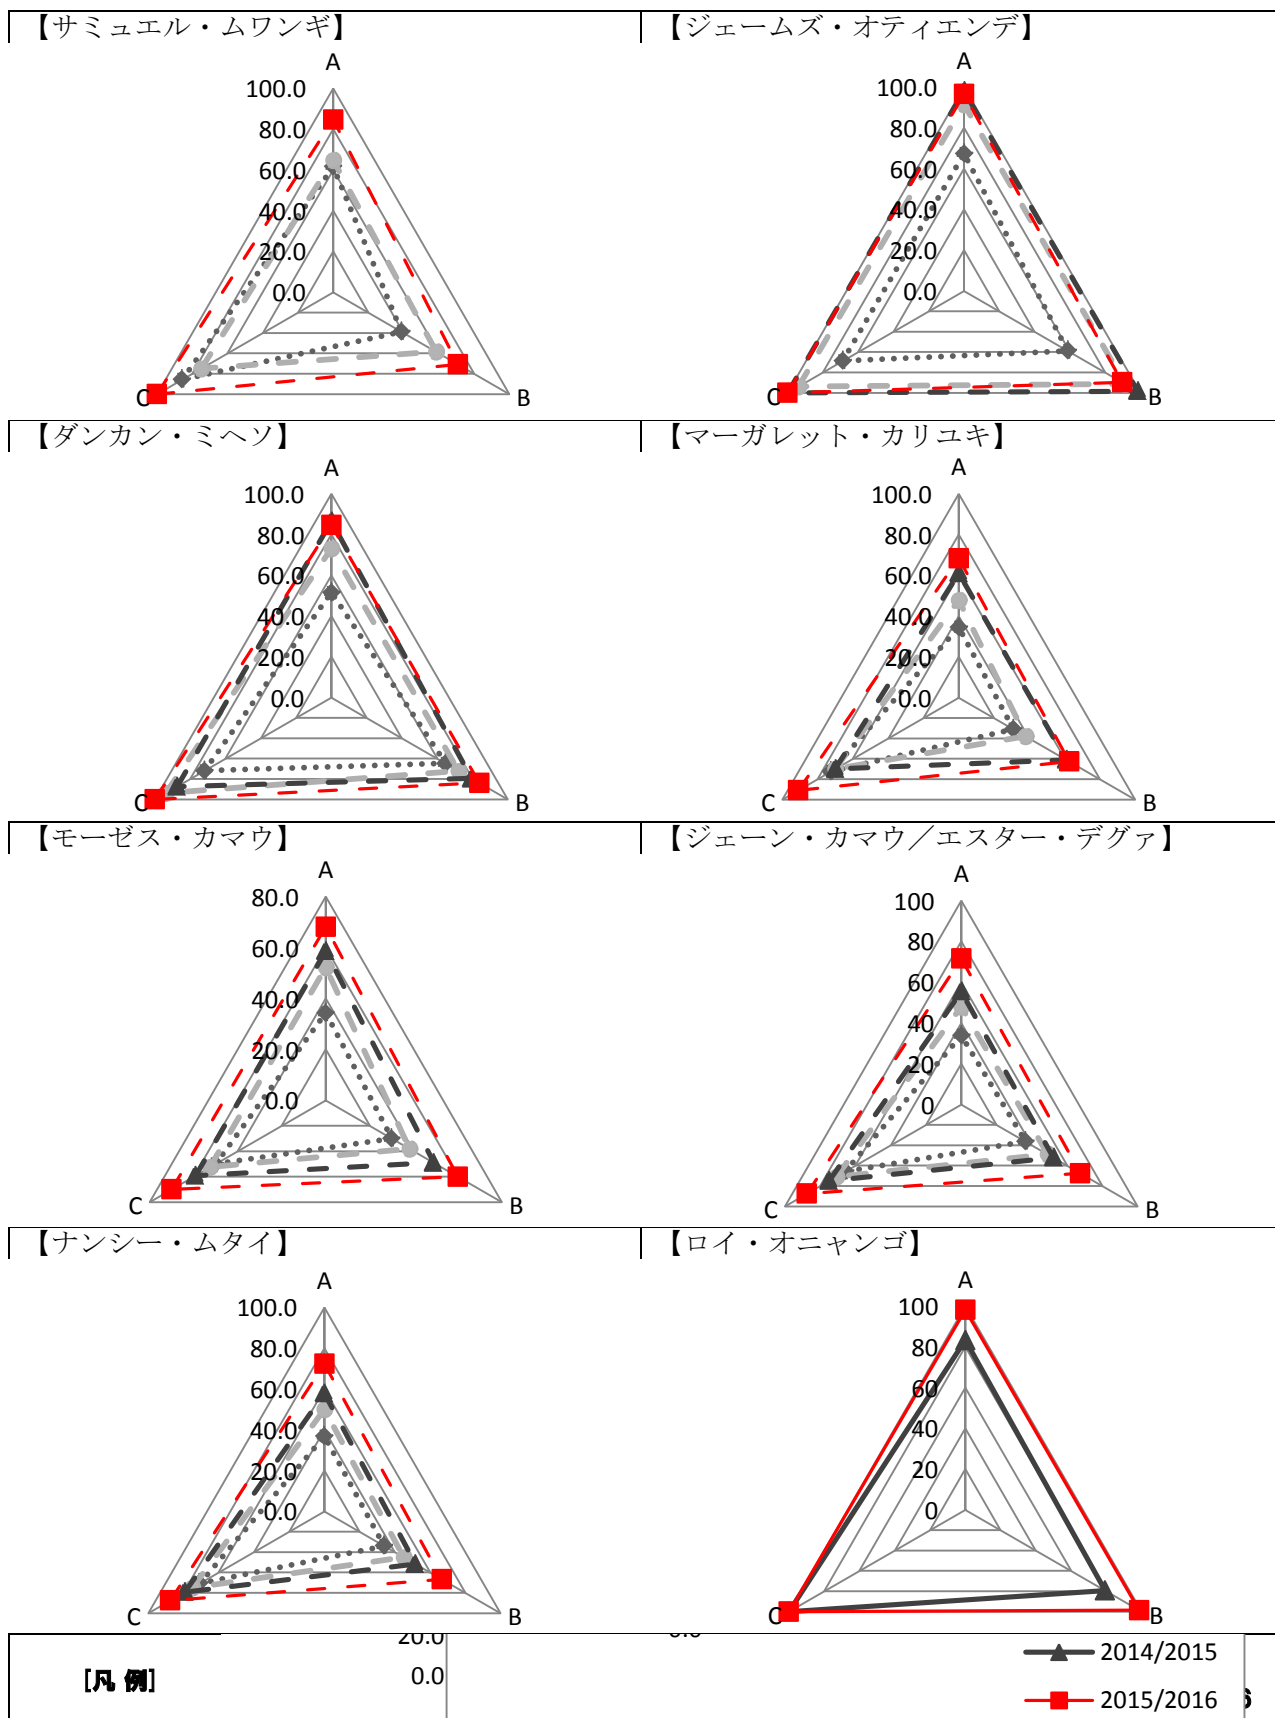 【サミュエル・ムワンギ】
A
100.0
80.0
60.0
40.0
20.0
0.0
C
B
【ジェームズ・オティエンデ】
A
100.0
80.0
60.0
40.0
20.0
0.0
C
B
【ダンカン・ミヘソ】
A
100.0
80.0
60.0
40.0
20.0
0.0
C
B
【マーガレット・カリユキ】
A
100.0
80.0
60.0
40.0
20.0
0.0
C
B
【モーゼス・カマウ】
A
80.0
60.0
40.0
20.0
0.0
C
B
【ジェーン・カマウ／エスター・デグァ】
A
100
80
60
40
20
0
C
B
【ナンシー・ムタイ】
A
100.0
80.0
60.0
40.0
20.0
0.0
C
B
【ロイ・オニャンゴ】
A
100
80
60
40
20
0
C
B
[凡 例]
20.0
0.0
2014/2015
2015/2016